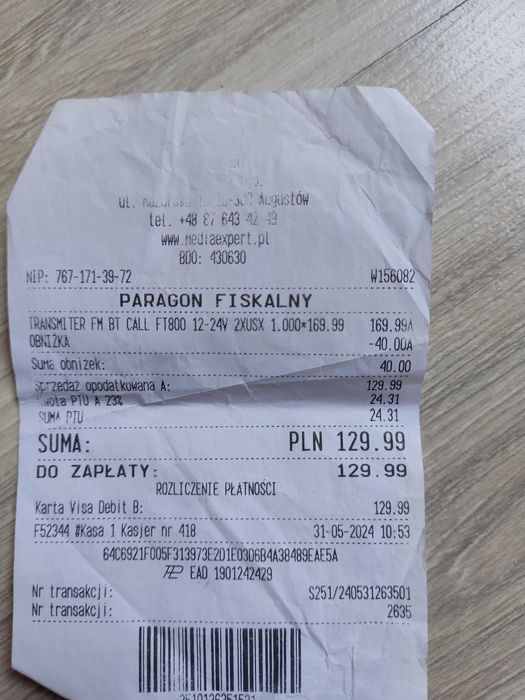 ul. Mazurska Augustów
tel. +48 87 643 42 49
www.mediaexpert.pl
BDO: 430630
NIP: 767-171-39-72 W156082
PARAGON FISKALNY
TRANSMITER FM BT CALL FT800 12-24V 2XUSX 1.000*169.99 169.99A
OBNIŻKA -40.00A
Suma obniżek: 40.00
Sprzedaż opodatkowana A: 129.99
Kwota PTU A 23% 24.31
SUMA PTU 24.31
SUMA: PLN 129.99
DO ZAPŁATY: 129.99
ROZLICZENIE PŁATNOŚCI
Karta Visa Debit B: 129.99
F52344 #Kasa 1 Kasjer nr 418 31-05-2024 10:53
64C6921F005F313973E2D1E03D6B4A38489EAE5A
EAD 1901242429
Nr transakcji: S251/240531263501
Nr transakcji: 2635